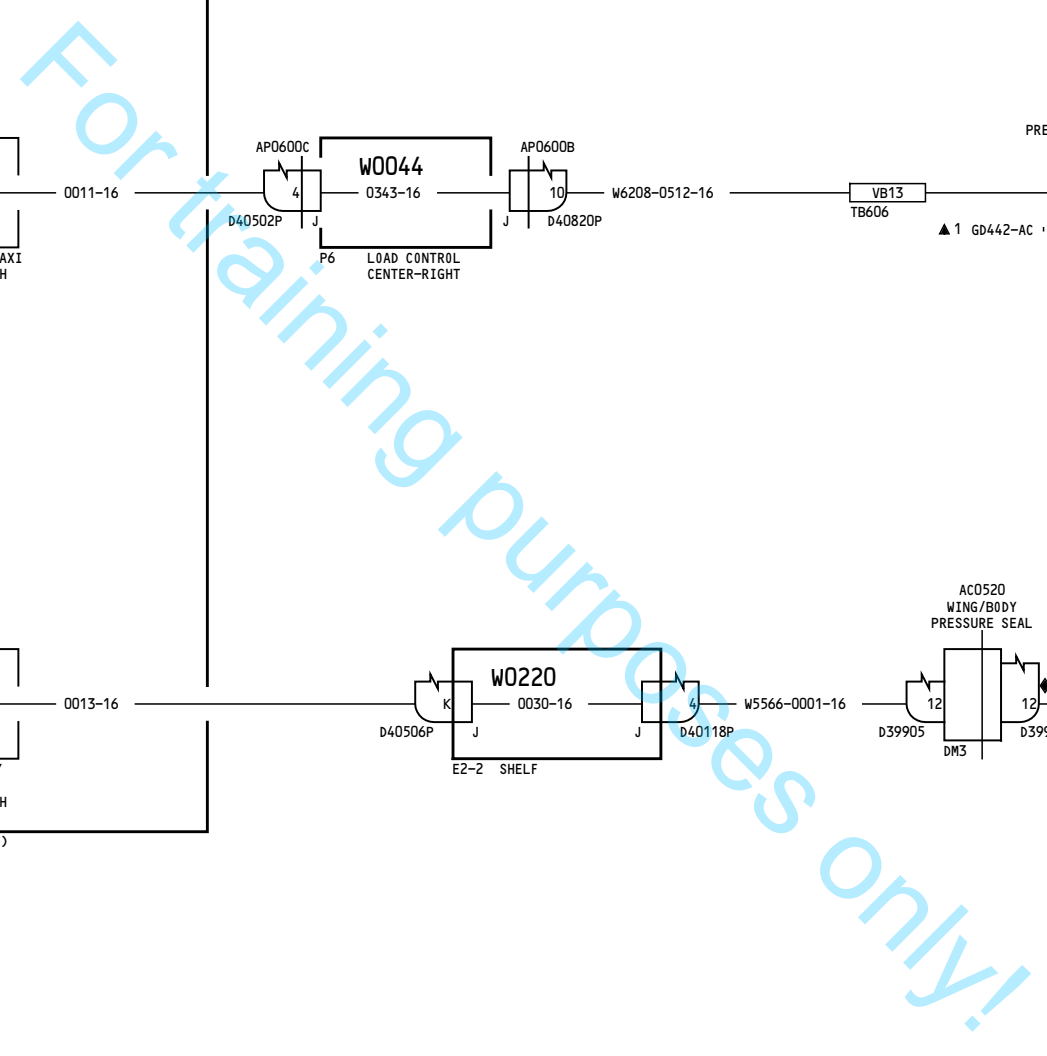 PRE
AP0600C
AP0600B
W0044
0011-16
4
0343-16
10
W6208-0512-16
VB13
D40502P
J
J
D40820P
TB606
1 GD442-AC
AXI
H
P6
LOAD CONTROL
CENTER-RIGHT
AC0520
WING/BODY
PRESSURE SEAL
W0220
0013-16
K
0030-16
4
W5566-0001-16
12
12
D40506P
J
J
D40118P
D39905
D399
DM3
E2-2 SHELF
H
)
For training purposes only!